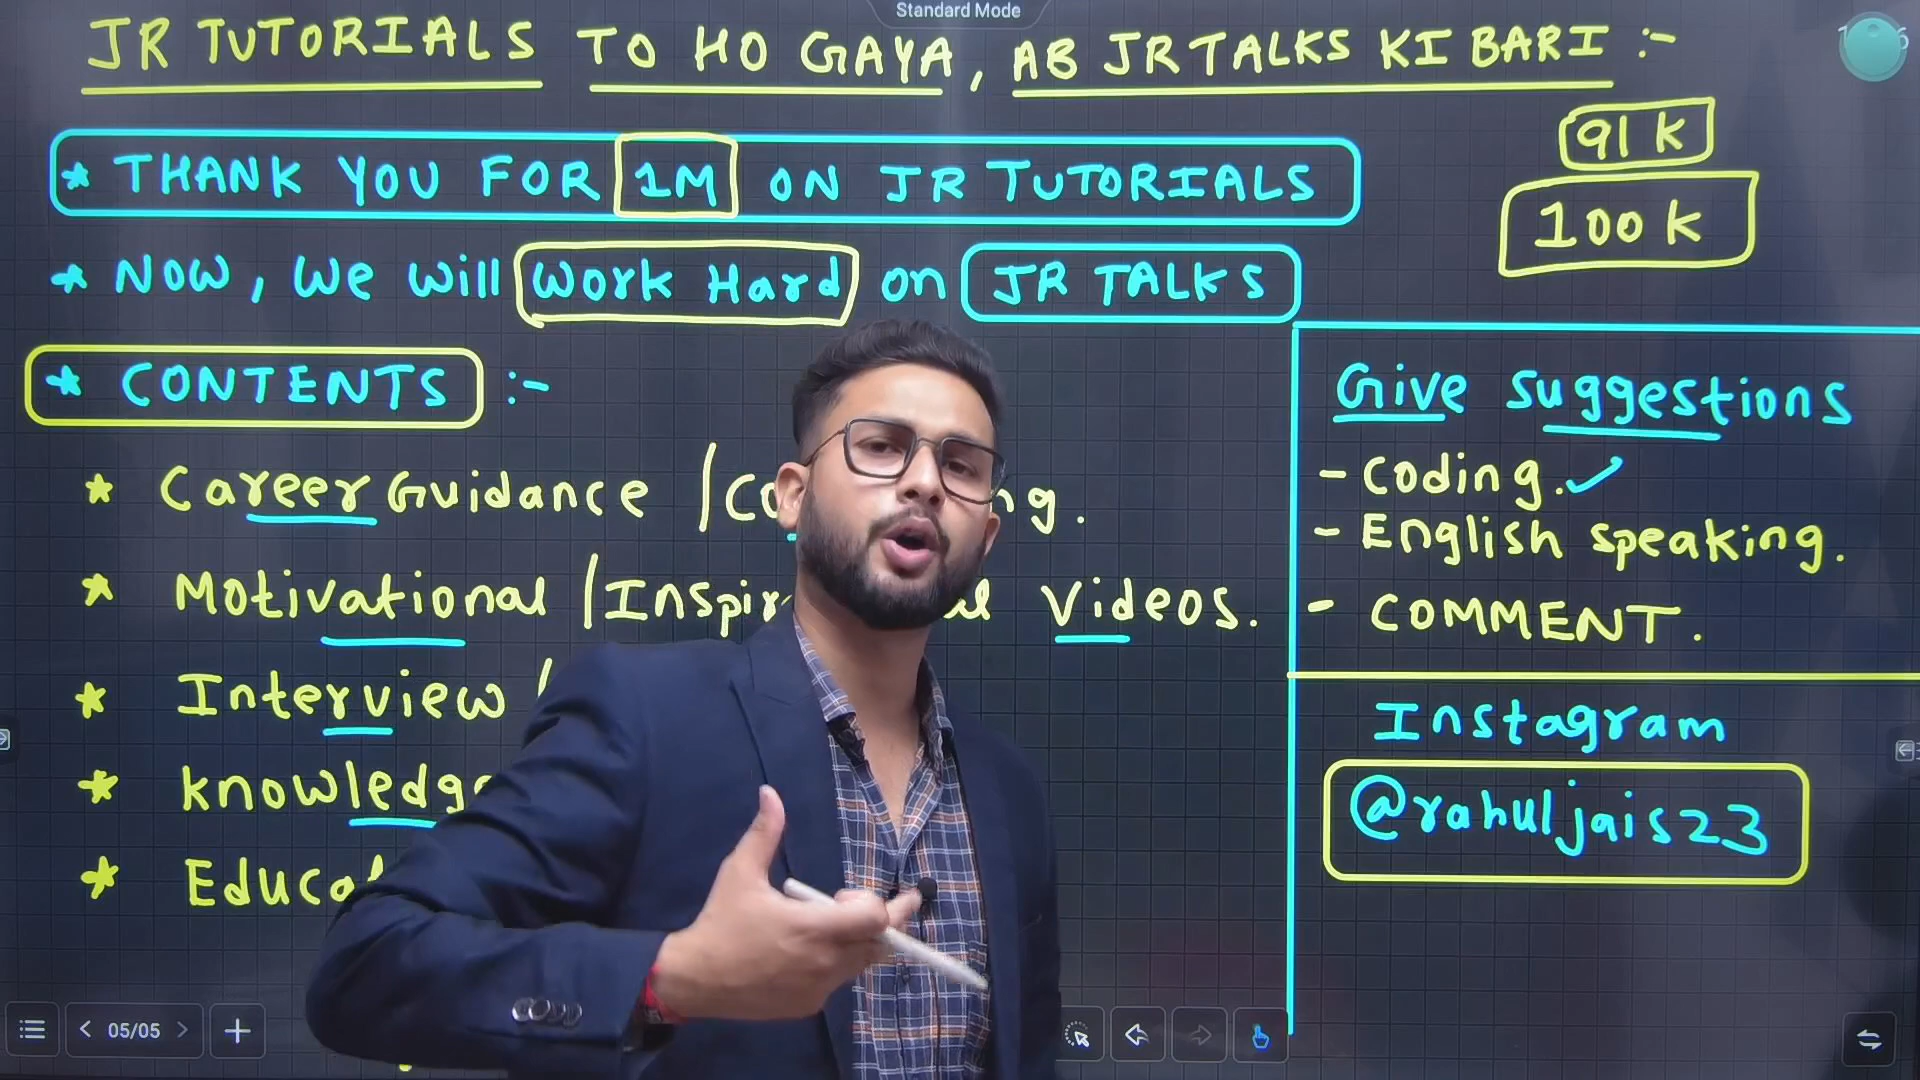 Standard Mode
JR TUTORIALS TO HO GAYA, AB JR TALKS KI BARI :-
91 K
100 K
* THANK YOU FOR 1M ON JR TUTORIALS
* NOW, We will Work Hard on JR TALKS
* CONTENTS :-
* Career Guidance /
* Motivational / Videos.
* Interview /
*
*
Give suggestions
- Coding. ✓
- English speaking.
- COMMENT.
Instagram
@rahuljais23
05/05